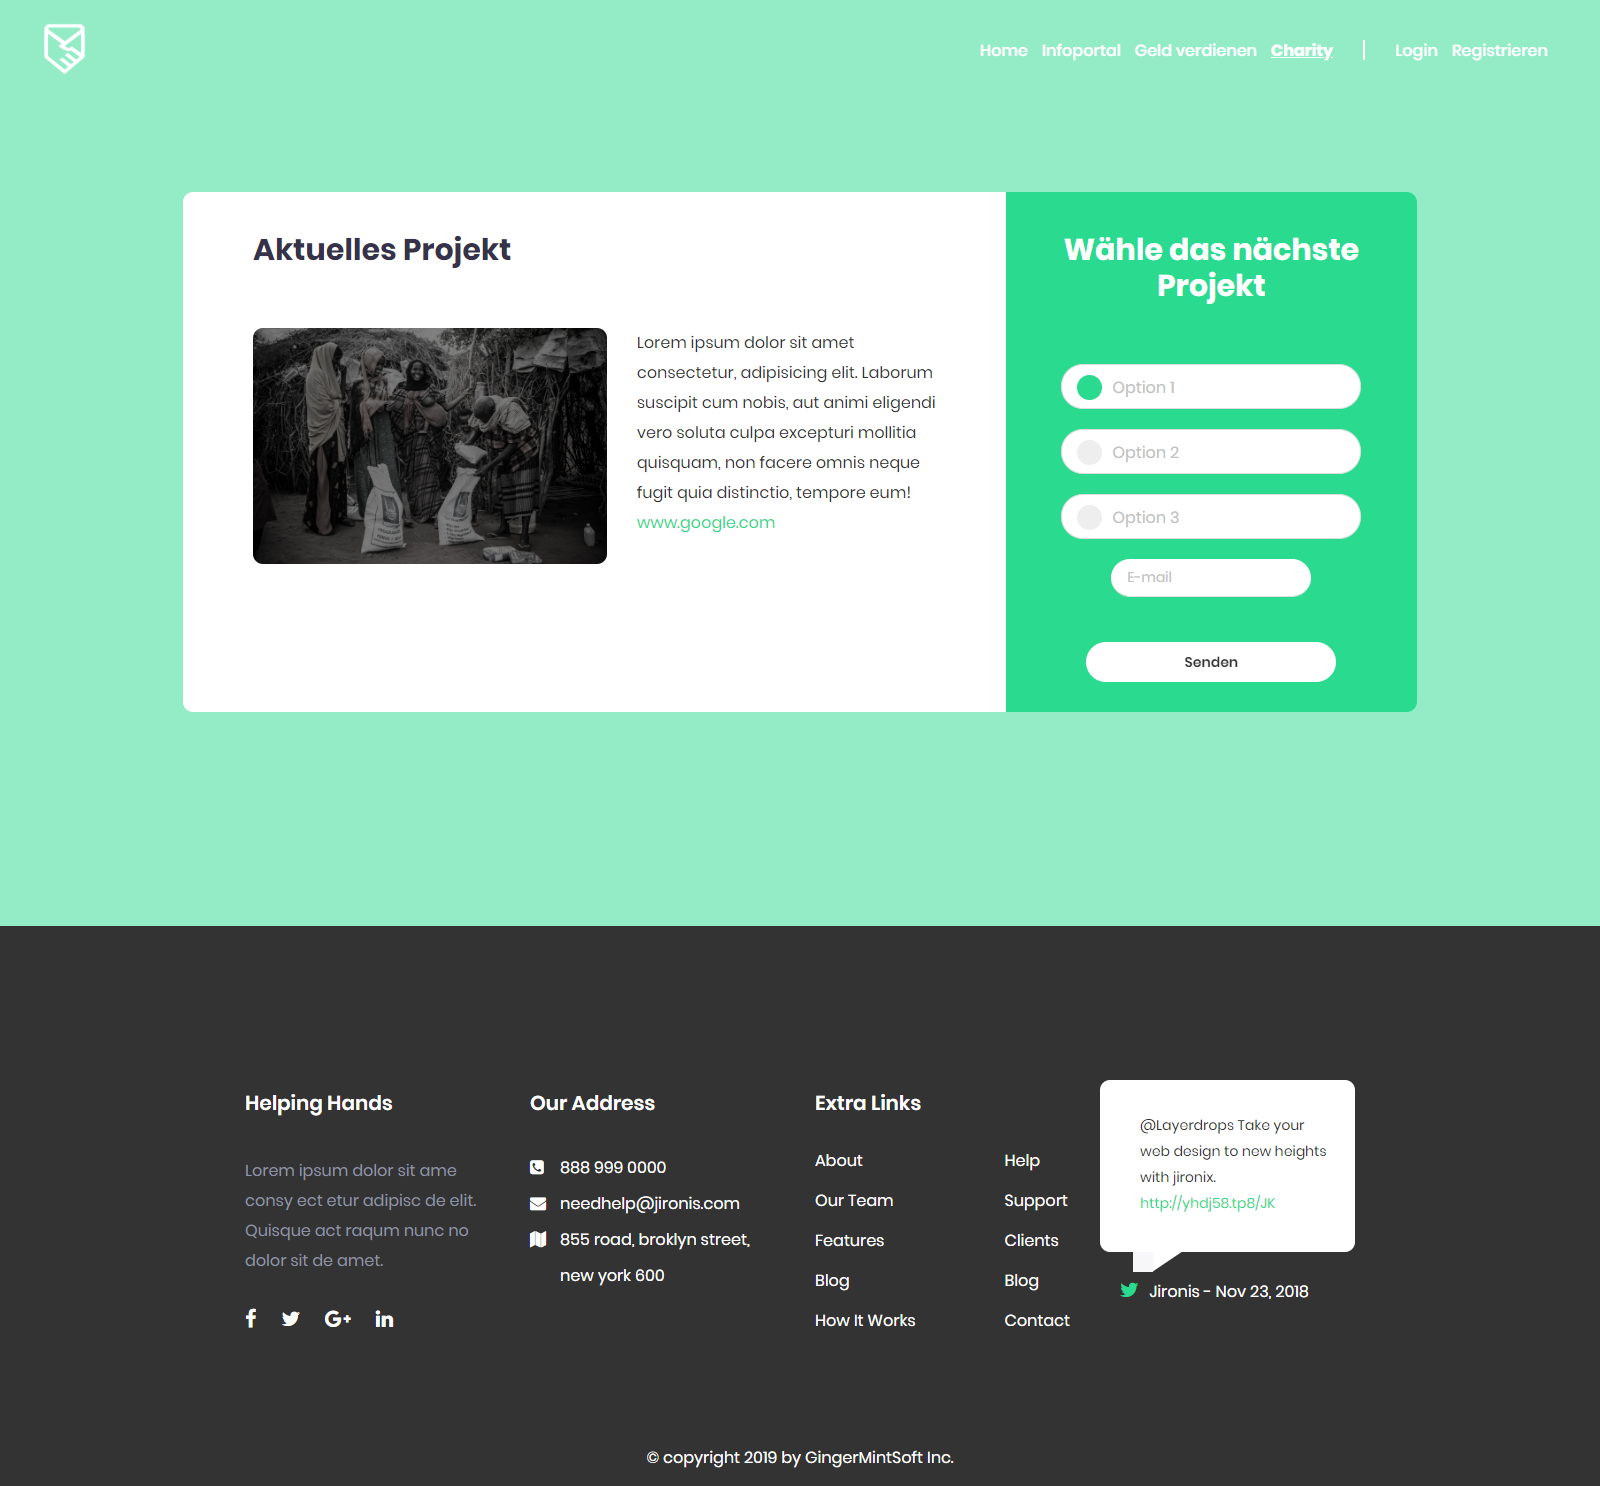 Home Infoportal Geld verdienen Charity Login Registrieren
Aktuelles Projekt
Lorem ipsum dolor sit amet
consectetur, adipisicing elit. Laborum
suscipit cum nobis, aut animi eligendi
vero soluta culpa excepturi mollitia
quisquam, non facere omnis neque
fugit quia distinctio, tempore eum!
www.google.com
Wähle das nächste
Projekt
Option 1
Option 2
Option 3
E-mail
Senden
Helping Hands
Lorem ipsum dolor sit ame
consy ect etur adipisc de elit.
Quisque act raqum nunc no
dolor sit de amet.
Our Address
888 999 0000
needhelp@jironis.com
855 road, broklyn street,
new york 600
Extra Links
About
Our Team
Features
Blog
How It Works
Help
Support
Clients
Blog
Contact
@Layerdrops Take your
web design to new heights
with jironix.
http://yhdj58.tp8/JK
Jironis - Nov 23, 2018
© copyright 2019 by GingerMintSoft Inc.